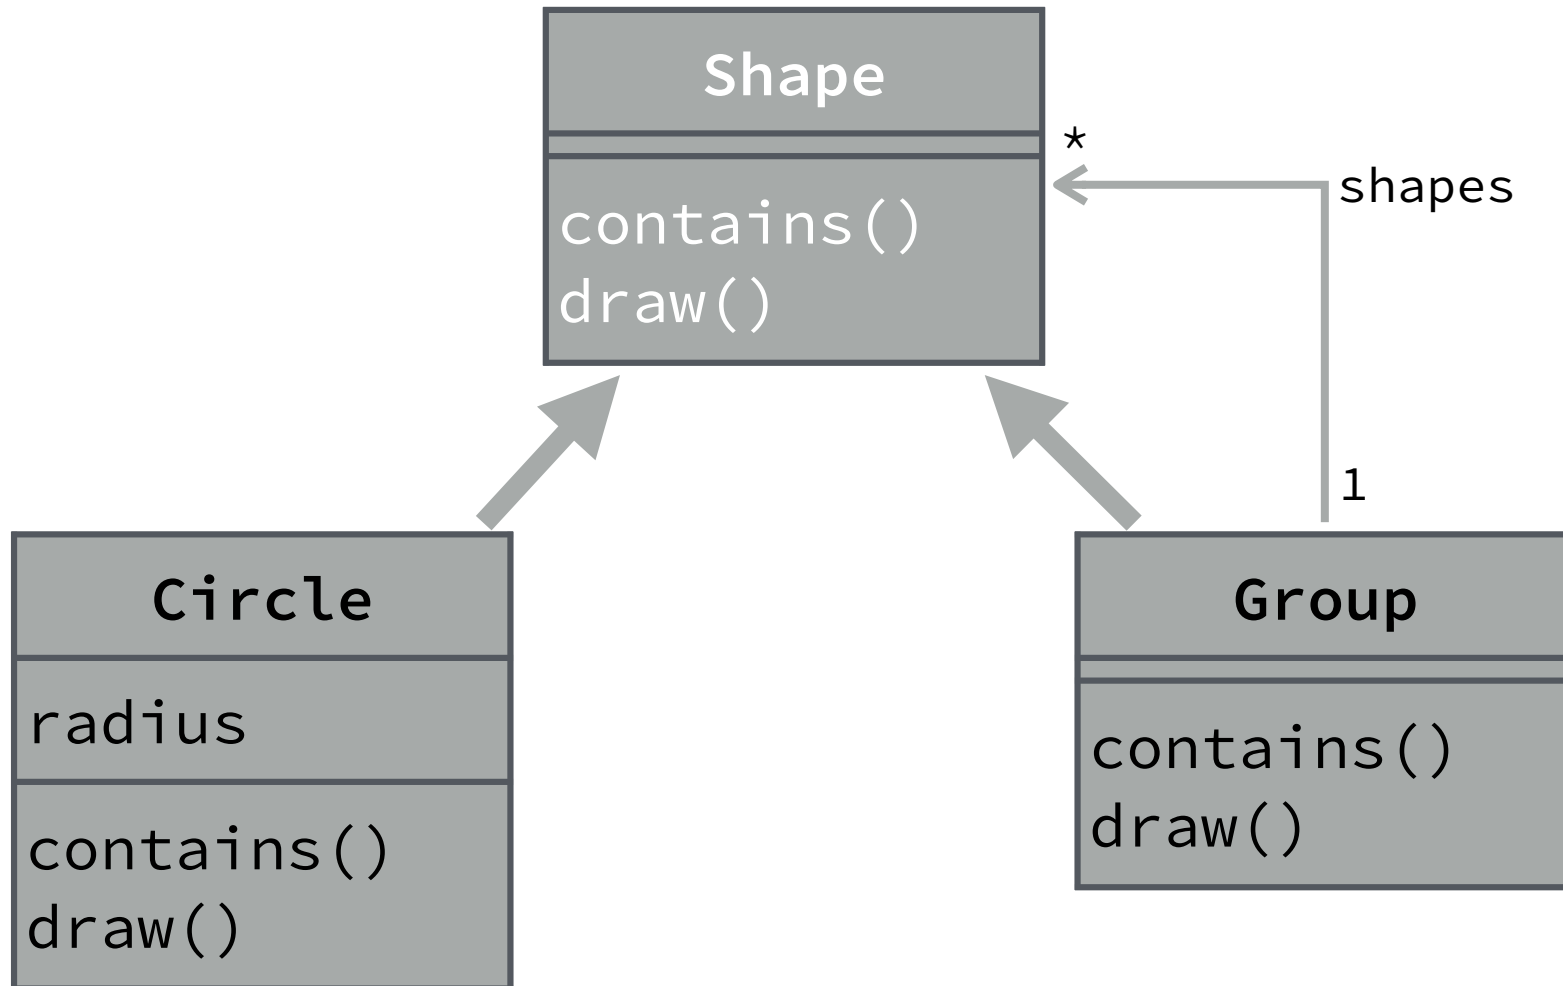 Shape
contains()
draw()
*
shapes
1
Circle
radius
contains()
draw()
Group
contains()
draw()